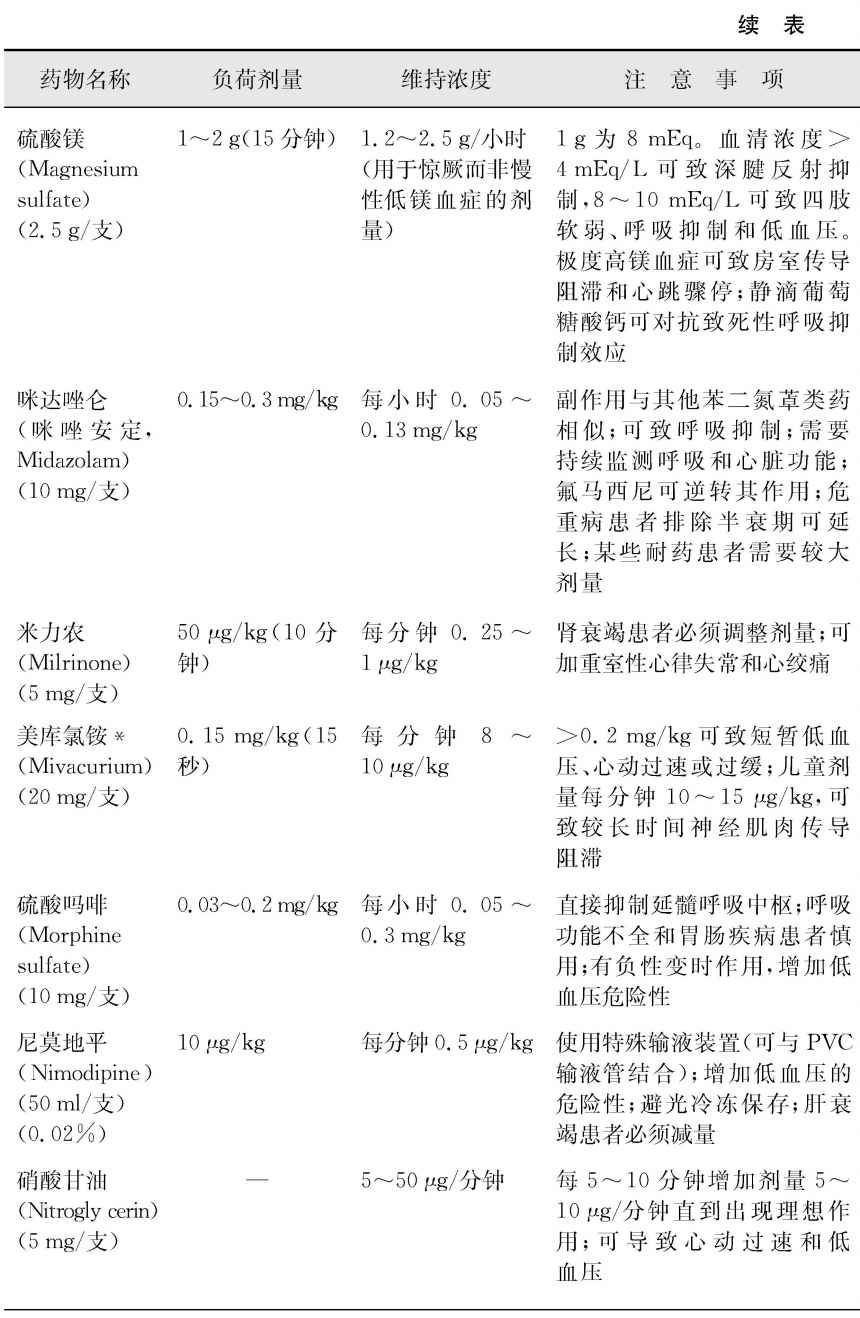 续 表
药物名称 负荷剂量 维持浓度 注 意 事 项
硫酸镁 1～2 g(15分钟) 1.2～2.5 g/小时 1 g 为 8 mEq。血清浓度＞
(Magnesium (用于惊厥而非慢 4 mEq/L 可致深腱反射抑
sulfate) 性低镁血症的剂 制,8～10 mEq/L 可致四肢
(2.5 g/支) 量) 软弱、呼吸抑制和低血压。
极度高镁血症可致房室传导
阻滞和心跳骤停;静滴葡萄
糖酸钙可对抗致死性呼吸抑
制效应
咪达唑仑 0.15～0.3 mg/kg 每小时 0.05～ 副作用与其他苯二氮䓬类药
(咪唑安定, 0.13 mg/kg 相似;可致呼吸抑制;需要
Midazolam) 持续监测呼吸和心脏功能;
(10 mg/支) 氟马西尼可逆转其作用;危
重病患者排除半衰期可延
长;某些耐药患者需要较大
剂量
米力农 50 μg/kg(10 分 每分钟 0.25～ 肾衰竭患者必须调整剂量;可
(Milrinone) 钟) 1 μg/kg 加重室性心律失常和心绞痛
(5 mg/支)
美库氯铵* 0.15 mg/kg(15 每分钟 8～ ＞0.2 mg/kg 可致短暂低血
(Mivacurium) 秒) 10 μg/kg 压、心动过速或过缓;儿童剂
(20 mg/支) 量每分钟 10～15 μg/kg,可
致较长时间神经肌肉传导
阻滞
硫酸吗啡 0.03～0.2 mg/kg 每小时 0.05～ 直接抑制延髓呼吸中枢;呼吸
(Morphine 0.3 mg/kg 功能不全和胃肠疾病患者慎
sulfate) 用;有负性变时作用,增加低
(10 mg/支) 血压危险性
尼莫地平 10 μg/kg 每分钟 0.5 μg/kg 使用特殊输液装置(可与 PVC
(Nimodipine) 输液管结合);增加低血压的
(50 ml/支) 危险性;避光冷冻保存;肝衰
(0.02%) 竭患者必须减量
硝酸甘油 — 5～50 μg/分钟 每 5～10 分钟增加剂量 5～
(Nitrogly cerin) 10 μg/分钟直到出现理想作
(5 mg/支) 用;可导致心动过速和低
血压